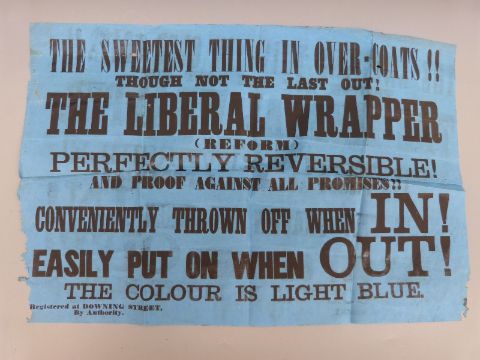 THE SWEETEST THING IN OVER-COATS !!
THOUGH NOT THE LAST OUT!
THE LIBERAL WRAPPER
(REFORM)
PERFECTLY REVERSIBLE!
AND PROOF AGAINST ALL PROMISES!!
CONVENIENTLY THROWN OFF WHEN IN!
EASILY PUT ON WHEN OUT!
THE COLOUR IS LIGHT BLUE.
Registered at DOWNING STREET,
By Authority.